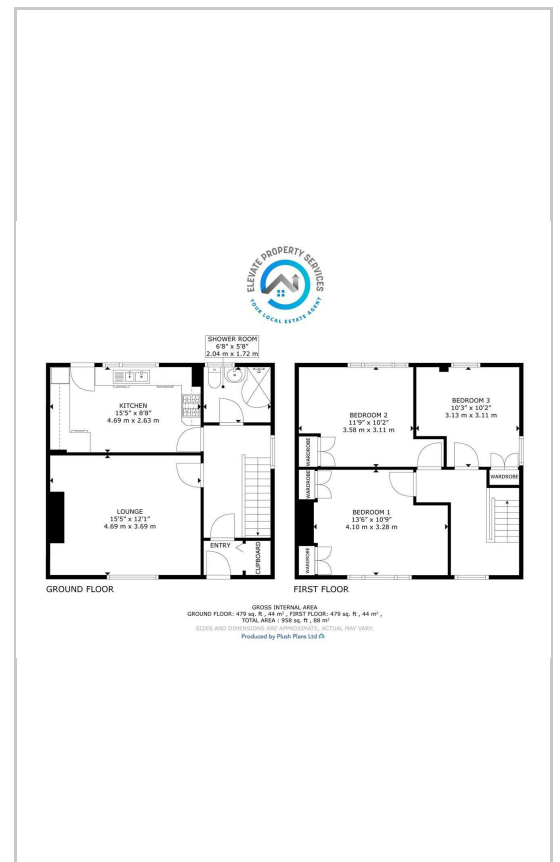 ELEVATE PROPERTY SERVICES
YOUR LOCAL ESTATE AGENT
SHOWER ROOM
6'8" x 5'8"
2.04 m x 1.72 m
KITCHEN
15'5" x 8'8"
4.69 m x 2.63 m
LOUNGE
15'5" x 12'1"
4.69 m x 3.69 m
ENTRY
CUPBOARD
GROUND FLOOR
BEDROOM 2
11'9" x 10'2"
3.58 m x 3.11 m
BEDROOM 3
10'3" x 10'2"
3.13 m x 3.11 m
WARDROBE
WARDROBE
WARDROBE
BEDROOM 1
13'6" x 10'9"
4.10 m x 3.28 m
WARDROBE
FIRST FLOOR
GROSS INTERNAL AREA
GROUND FLOOR: 479 sq. ft , 44 m² , FIRST FLOOR: 479 sq. ft , 44 m² ,
TOTAL AREA : 958 sq. ft , 88 m²
SIZES AND DIMENSIONS ARE APPROXIMATE, ACTUAL MAY VARY.
Produced by Plush Plans Ltd